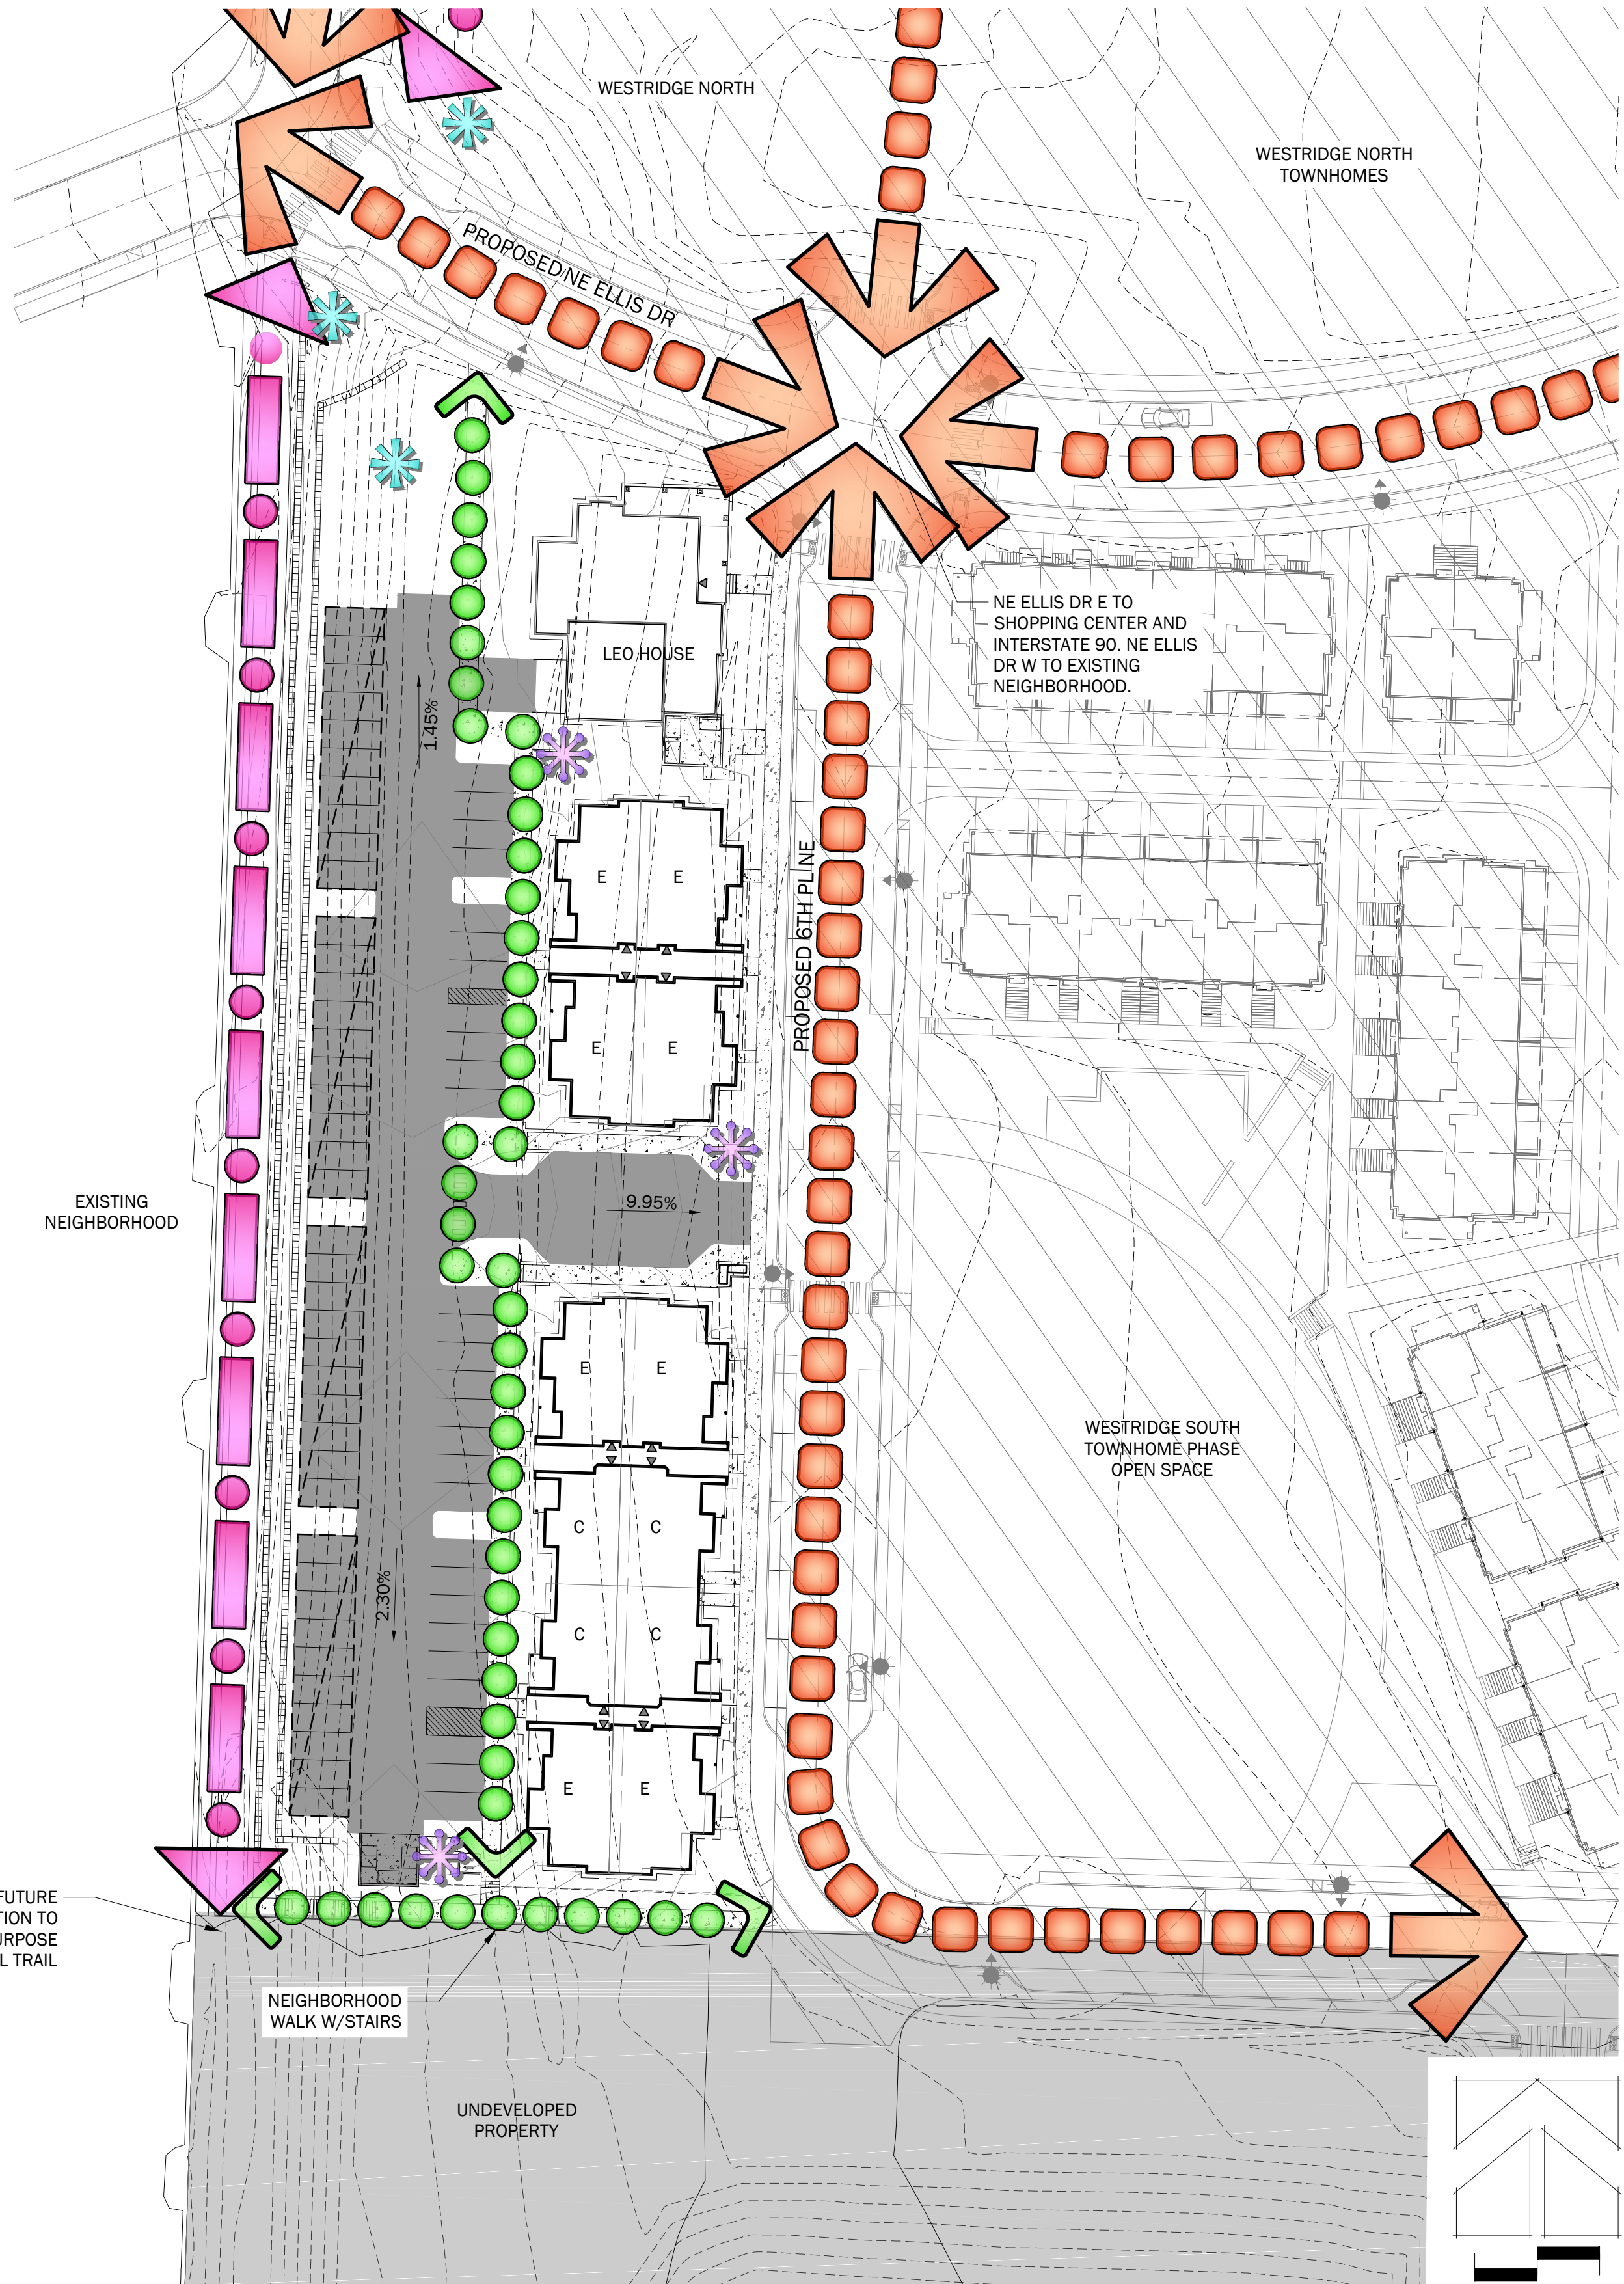 WESTRIDGE NORTH
WESTRIDGE NORTH
TOWNHOMES
PROPOSED NE ELLIS DR
NE ELLIS DR E TO
SHOPPING CENTER AND
INTERSTATE 90. NE ELLIS
DR W TO EXISTING
NEIGHBORHOOD.
LEO HOUSE
1.45%
E E
PROPOSED 6TH PL NE
E E
EXISTING
NEIGHBORHOOD
9.95%
E E
WESTRIDGE SOUTH
TOWNHOME PHASE
OPEN SPACE
C C
2.30%
C C
E E
FUTURE
TION TO
URPOSE
L TRAIL
NEIGHBORHOOD
WALK W/STAIRS
UNDEVELOPED
PROPERTY